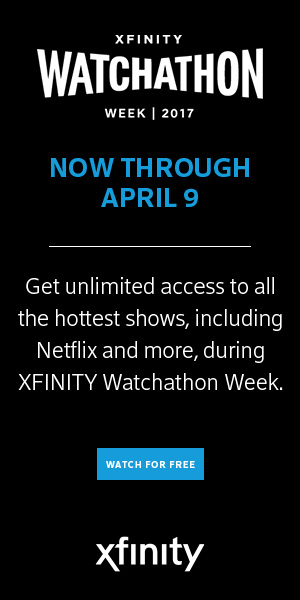 XFINITY
WATCHATHON
WEEK | 2017
NOW THROUGH
APRIL 9
Get unlimited access to all
the hottest shows, including
Netflix and more, during
XFINITY Watchathon Week.
WATCH FOR FREE
xfinity